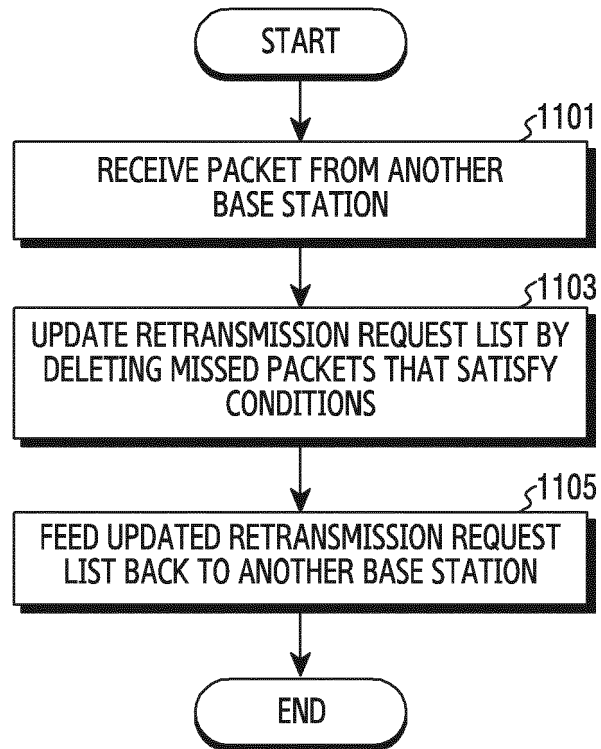 START
1101
RECEIVE PACKET FROM ANOTHER
BASE STATION
1103
UPDATE RETRANSMISSION REQUEST LIST BY
DELETING MISSED PACKETS THAT SATISFY
CONDITIONS
1105
FEED UPDATED RETRANSMISSION REQUEST
LIST BACK TO ANOTHER BASE STATION
END